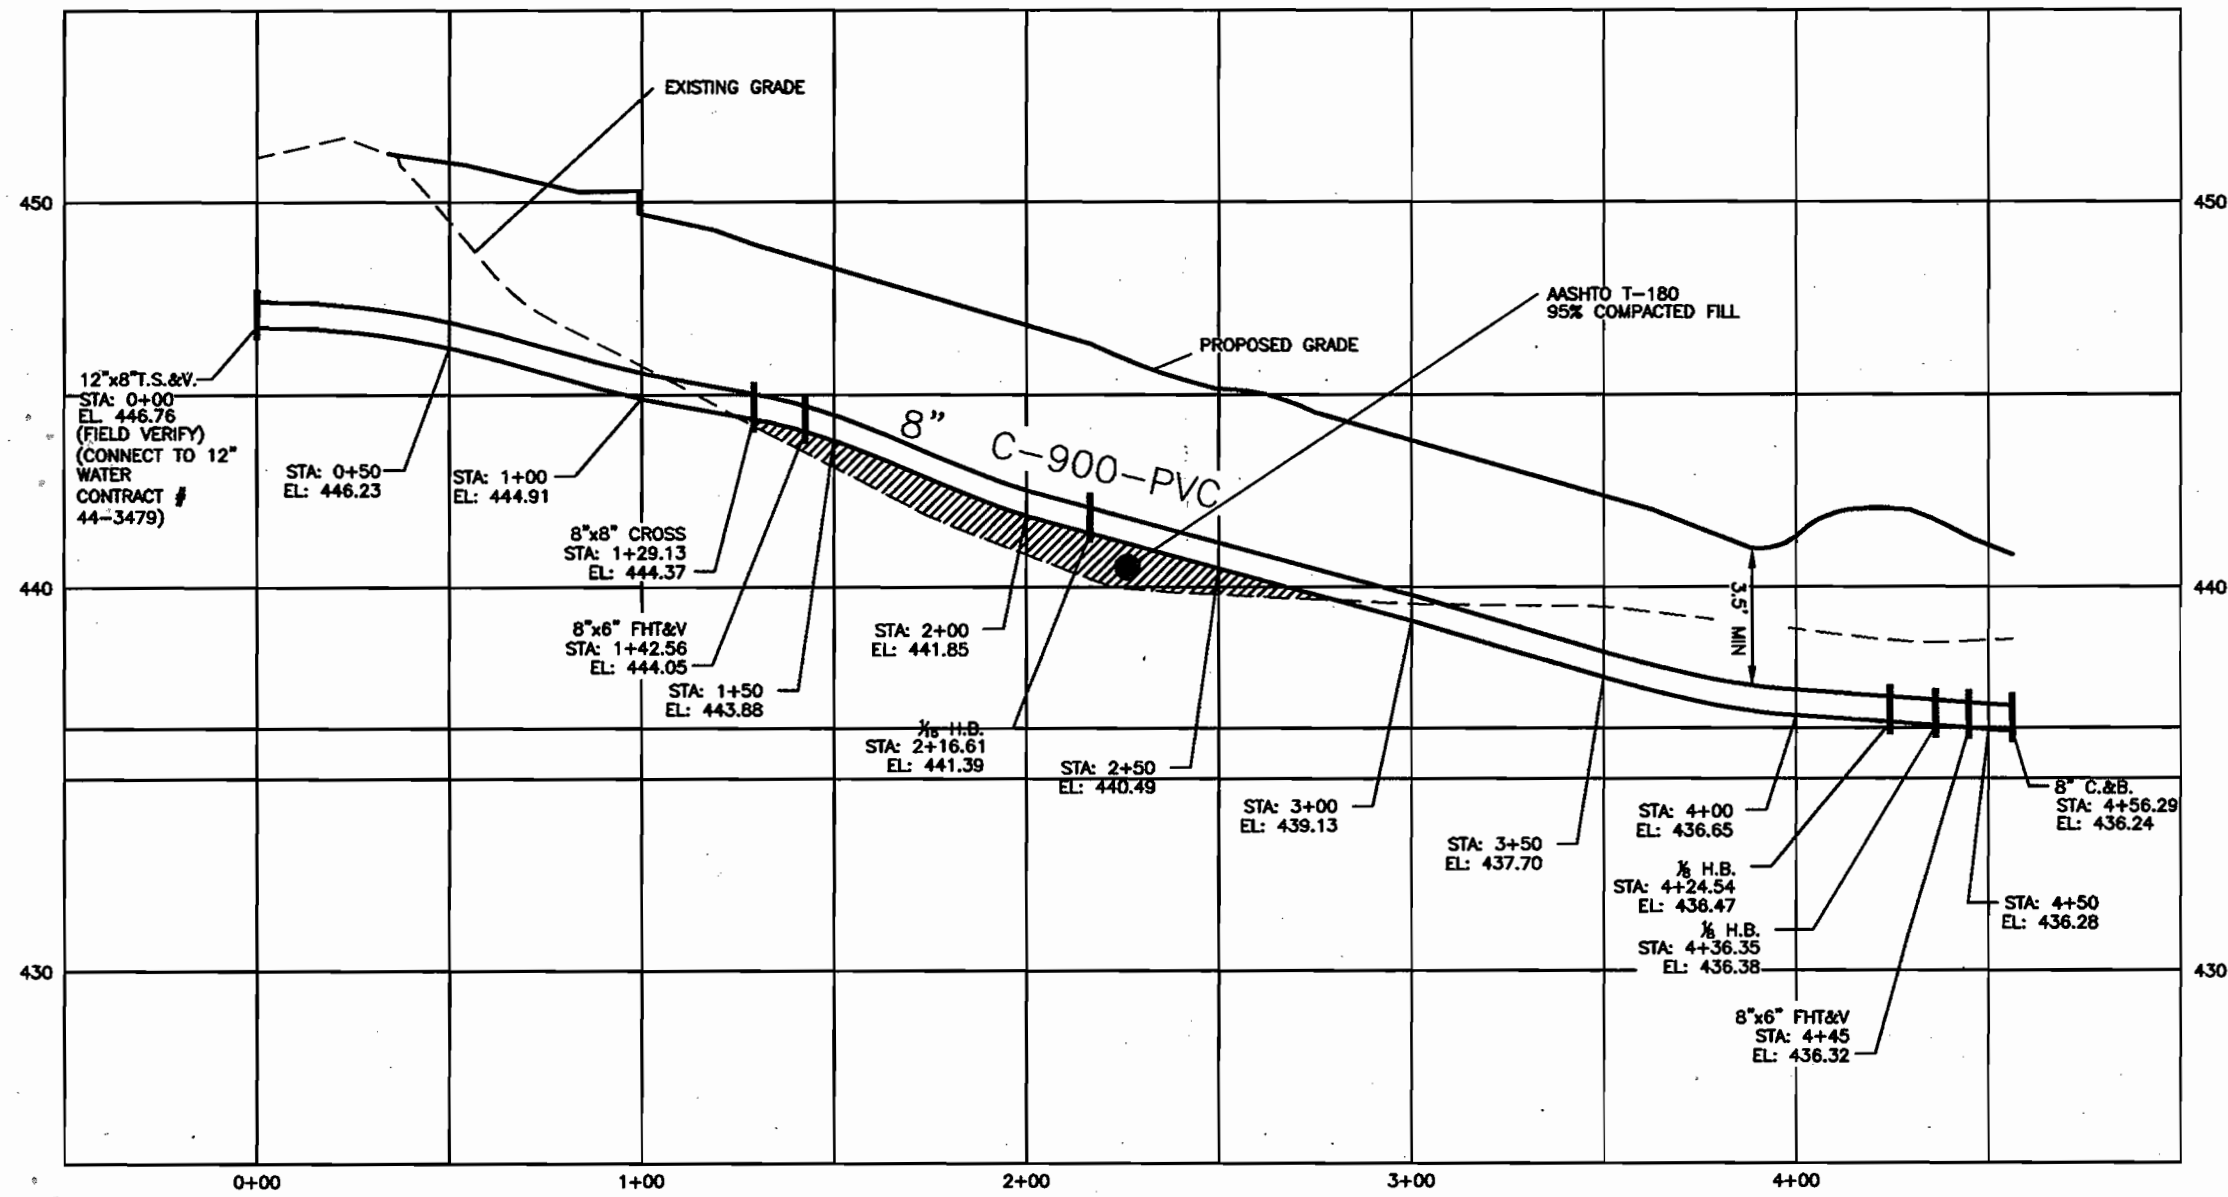 EXISTING GRADE
450
450
AASHTO T-180
95% COMPACTED FILL
PROPOSED GRADE
12"x8"T.S.&V.
STA: 0+00
EL. 446.76
(FIELD VERIFY)
(CONNECT TO 12"
WATER
CONTRACT #
44-3479)
STA: 0+50
EL: 446.23
STA: 1+00
EL: 444.91
8" C-900-PVC
8"x8" CROSS
STA: 1+29.13
EL: 444.37
440
440
3.5' MIN
8"x6" FHT&V
STA: 1+42.56
EL: 444.05
STA: 1+50
EL: 443.88
STA: 2+00
EL: 441.85
H.B.
STA: 2+16.61
EL: 441.39
STA: 2+50
EL: 440.49
STA: 3+00
EL: 439.13
STA: 3+50
EL: 437.70
STA: 4+00
EL: 436.65
8" C.&B.
STA: 4+56.29
EL: 436.24
⅛ H.B.
STA: 4+24.54
EL: 436.47
⅛ H.B.
STA: 4+36.35
EL: 436.38
STA: 4+50
EL: 436.28
430
430
8"x6" FHT&V
STA: 4+45
EL: 436.32
0+00
1+00
2+00
3+00
4+00